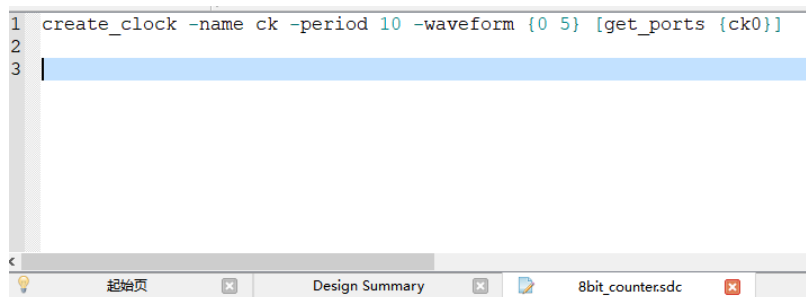 1 create_clock -name ck -period 10 -waveform {0 5} [get_ports {ck0}]
2
3
起始页 Design Summary 8bit_counter.sdc